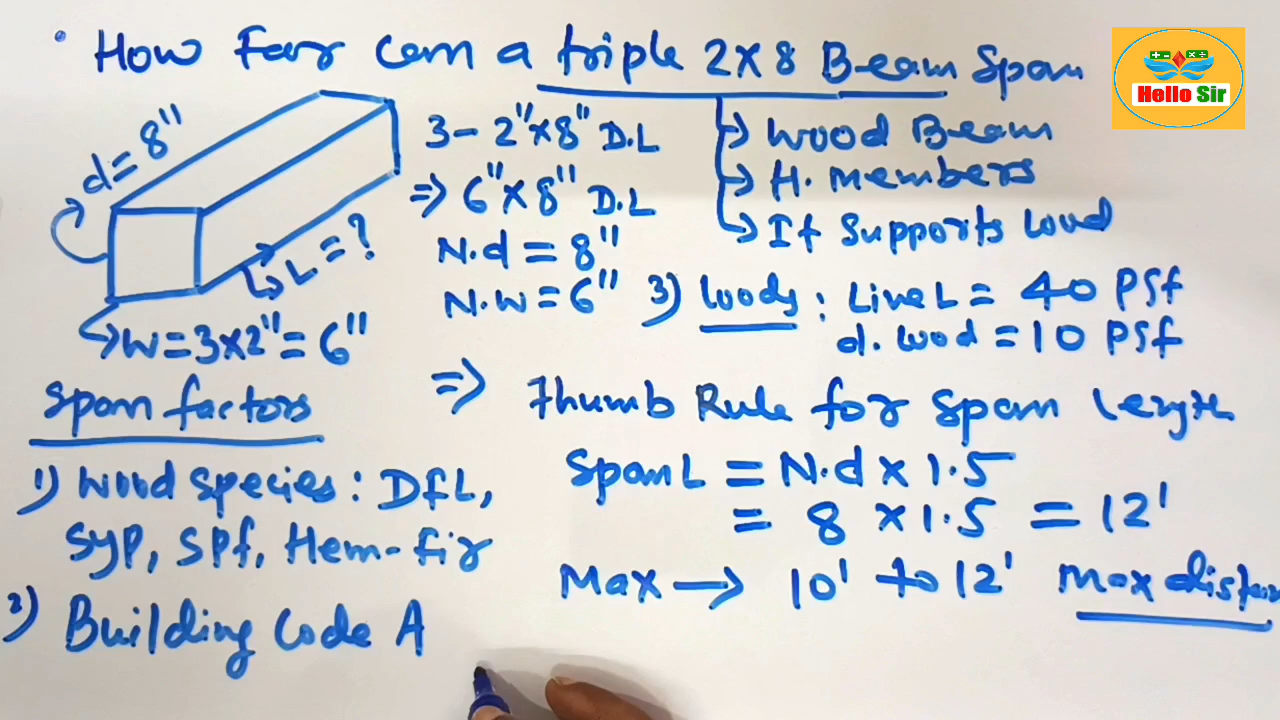 How Far Can a triple 2x8 Beam Span
Hello Sir
d = 8"
L = ?
W = 3x2" = 6"
3 - 2"x8" D.L
=> 6"x8" D.L
N.d = 8"
N.W = 6"
Wood Beam
H. members
It supports load
3) Loads : Live L = 40 PSf
d. load = 10 PSf
Span factors
1) Wood species : DfL,
Syp, Spf, Hem-fir
2) Building Code A
=> Thumb Rule for Span length
Span L = N.d x 1.5
= 8 x 1.5 = 12'
Max → 10' to 12' Max distan